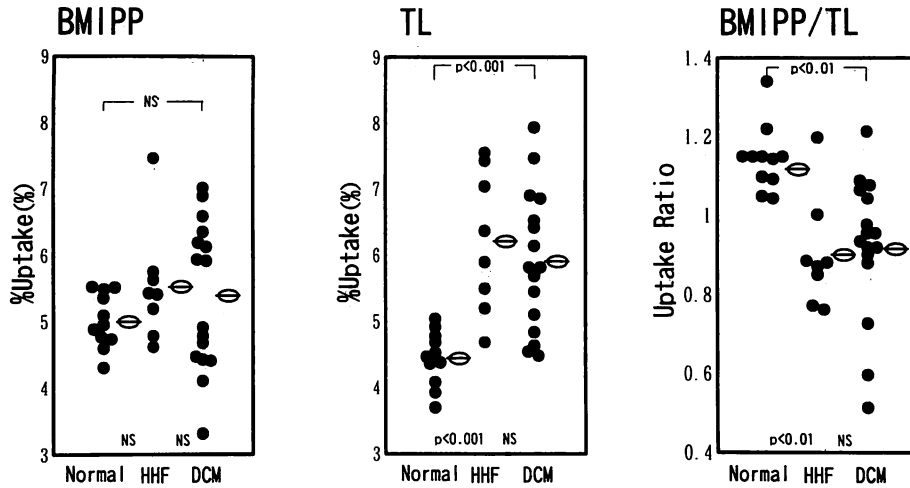 BMIPP
%Uptake(%)
9
8
7
6
5
4
3
NS
NS NS
Normal HHF DCM
TL
%Uptake(%)
9
8
7
6
5
4
3
p<0.001
p<0.001 NS
Normal HHF DCM
BMIPP/TL
Uptake Ratio
1.4
1.2
1
0.8
0.6
0.4
p<0.01
p<0.01 NS
Normal HHF DCM